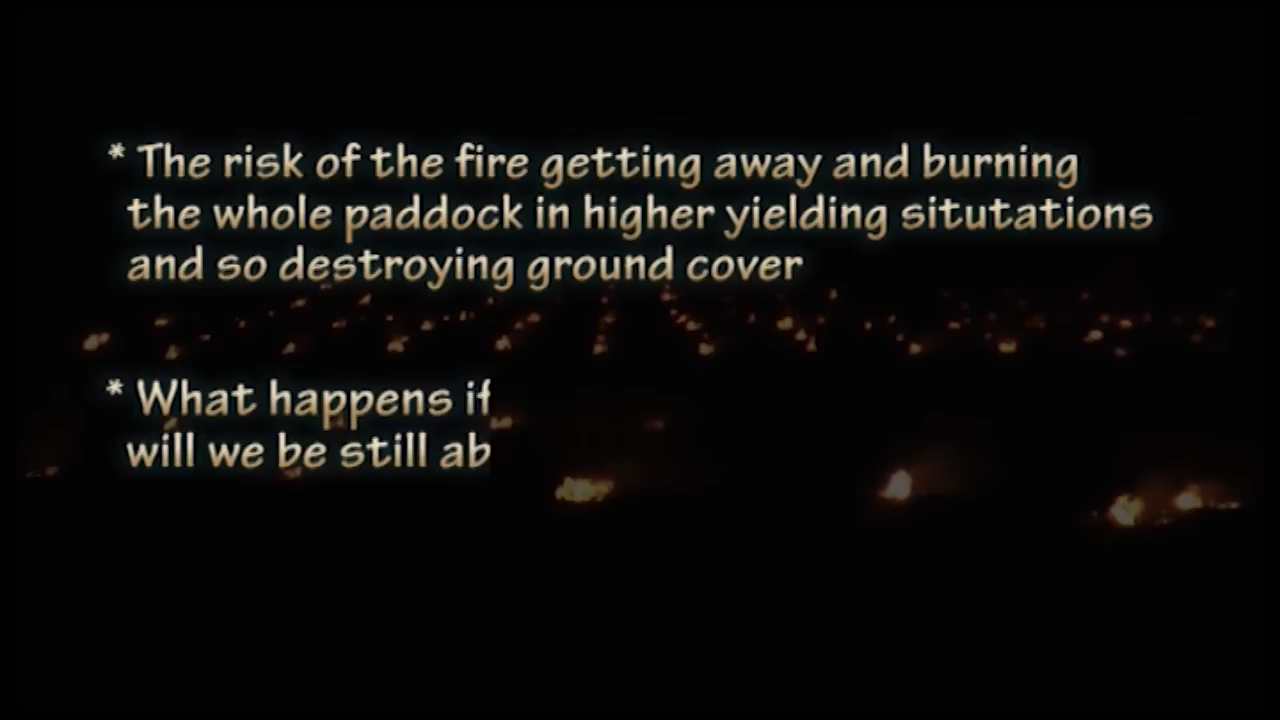 * The risk of the fire getting away and burning
the whole paddock in higher yielding situtations
and so destroying ground cover
* What happens if
will we be still ab